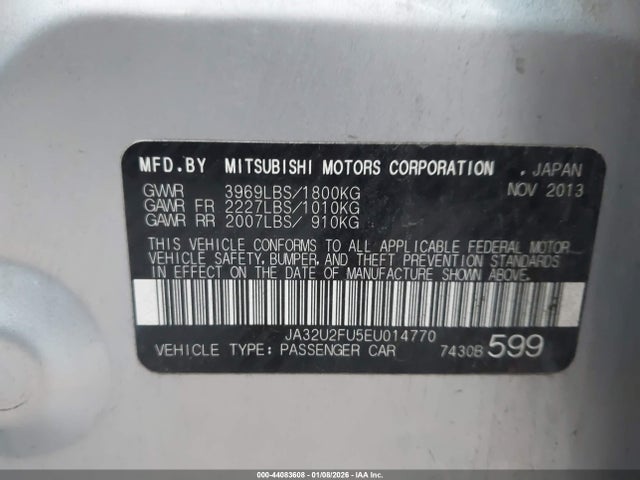 MFD.BY MITSUBISHI MOTORS CORPORATION . JAPAN
GVWR 3969LBS/1800KG NOV 2013
GAWR FR 2227LBS/1010KG
GAWR RR 2007LBS/ 910KG
THIS VEHICLE CONFORMS TO ALL APPLICABLE FEDERAL MOTOR
VEHICLE SAFETY, BUMPER, AND THEFT PREVENTION STANDARDS
IN EFFECT ON THE DATE OF MANUFACTURE SHOWN ABOVE.
JA32U2FU5EU014770
VEHICLE TYPE: PASSENGER CAR 7430B 599
000-44083608 - 01/08/2026 - IAAI Holdings, Inc.